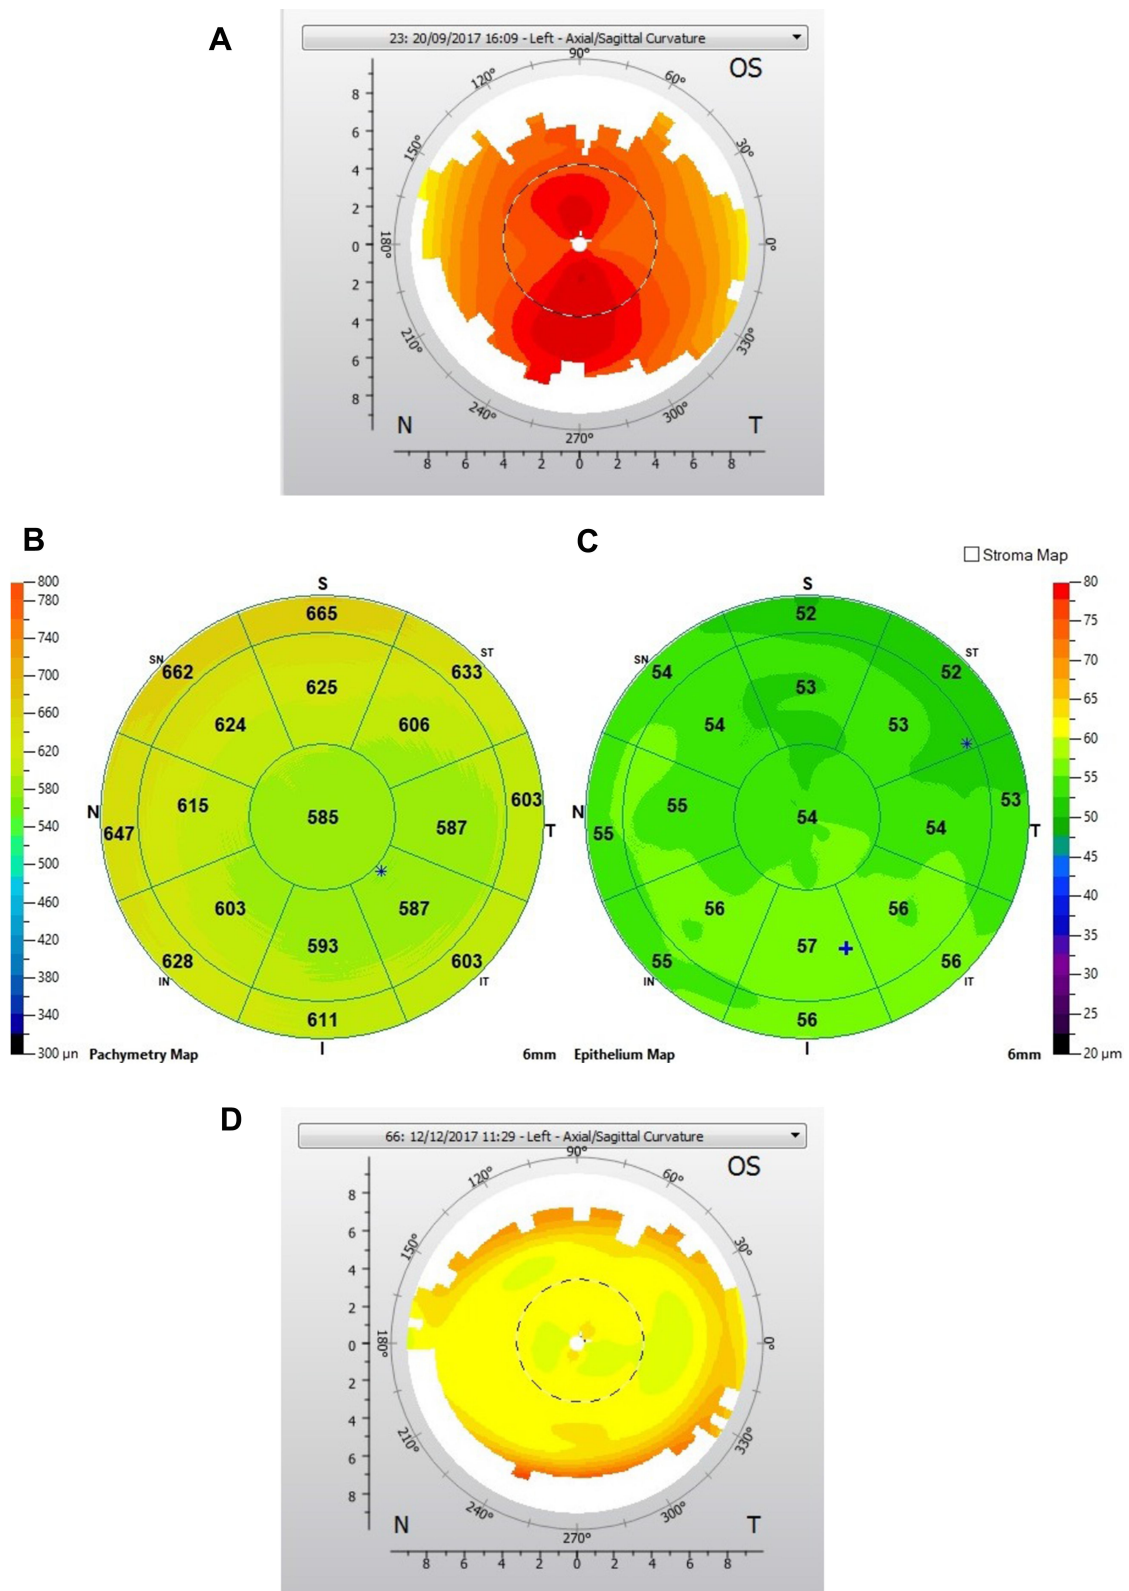 A
23: 20/09/2017 16:09 - Left - Axial/Sagittal Curvature
OS
90°
120° 60°
150° 30°
180° 0°
210° 330°
240° 300°
270°
8
6
4
2
0
2
4
6
8
N T
8 6 4 2 0 2 4 6 8
B
800
780
740
700
660
620
580
540
500
460
420
380
340
300 µn
S
665
SN ST
662 633
625
624 606
N
647 615 585 587 603
T
603 587
593
628 603
IN IT
611
I
Pachymetry Map 6mm
C
Stroma Map
S
52
SN ST
54 52
53
54 53
N
55 55 54 54 53
T
56 56
57
55 56
IN IT
56
I
Epithelium Map 6mm
80
75
70
65
60
55
50
45
40
35
30
25
20 µm
D
66: 12/12/2017 11:29 - Left - Axial/Sagittal Curvature
OS
90°
120° 60°
150° 30°
180° 0°
210° 330°
240° 300°
270°
8
6
4
2
0
2
4
6
8
N T
8 6 4 2 0 2 4 6 8